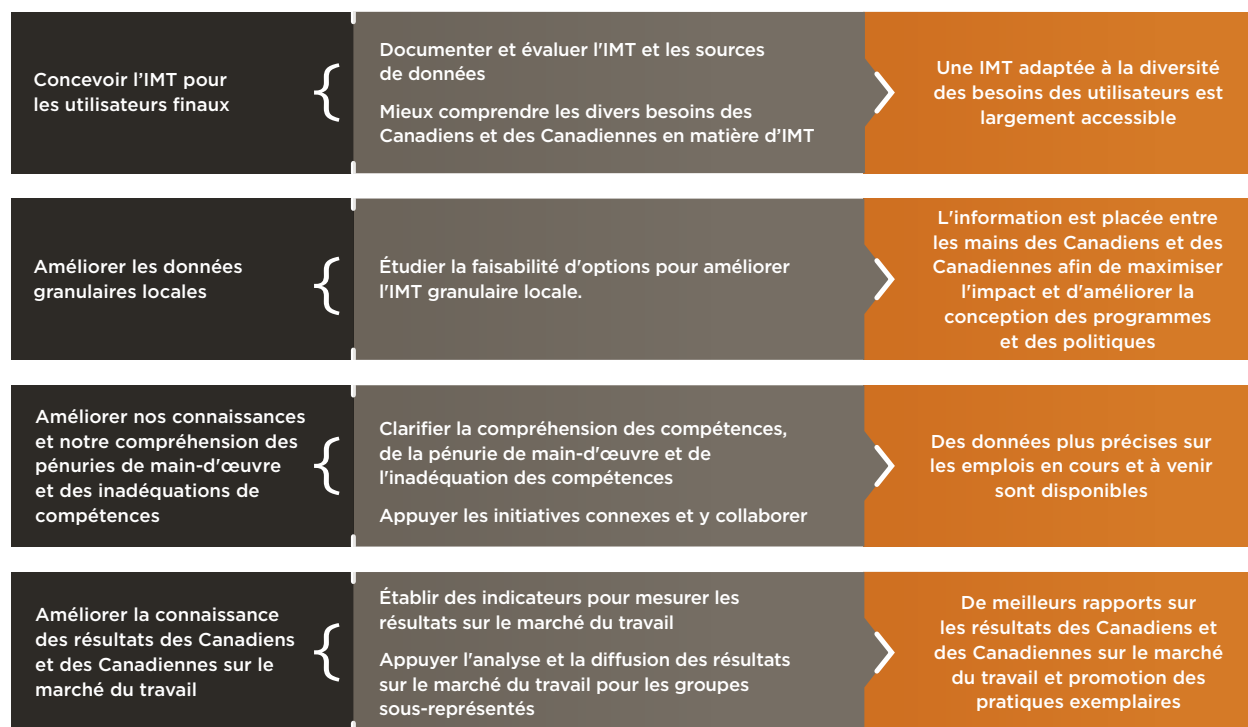 Concevoir l’IMT pour
les utilisateurs finaux
Documenter et évaluer l'IMT et les sources
de données
Mieux comprendre les divers besoins des
Canadiens et des Canadiennes en matière d’IMT
Une IMT adaptée à la diversité
des besoins des utilisateurs est
largement accessible
Améliorer les données
granulaires locales
Étudier la faisabilité d'options pour améliorer
l'IMT granulaire locale.
L'information est placée entre
les mains des Canadiens et des
Canadiennes afin de maximiser
l'impact et d'améliorer la
conception des programmes
et des politiques
Améliorer nos connaissances
et notre compréhension des
pénuries de main-d'œuvre
et des inadéquations de
compétences
Clarifier la compréhension des compétences,
de la pénurie de main-d'œuvre et de
l'inadéquation des compétences
Appuyer les initiatives connexes et y collaborer
Des données plus précises sur
les emplois en cours et à venir
sont disponibles
Améliorer la connaissance
des résultats des Canadiens
et des Canadiennes sur le
marché du travail
Établir des indicateurs pour mesurer les
résultats sur le marché du travail
Appuyer l'analyse et la diffusion des résultats
sur le marché du travail pour les groupes
sous-représentés
De meilleurs rapports sur
les résultats des Canadiens et
des Canadiennes sur le marché
du travail et promotion des
pratiques exemplaires